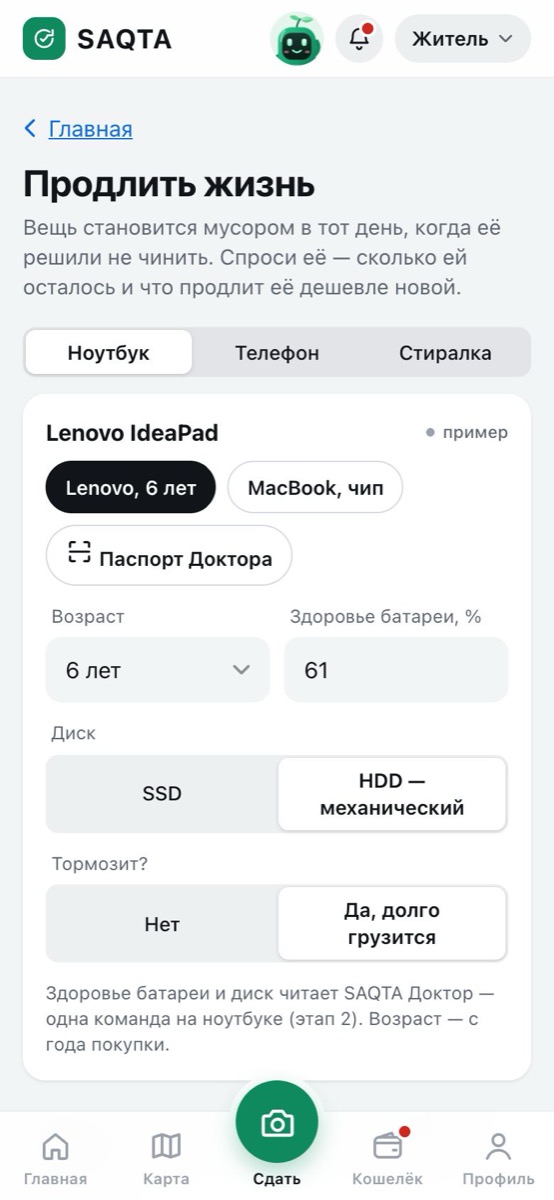 SAQTA
Житель
Главная
Продлить жизнь
Вещь становится мусором в тот день, когда её
решили не чинить. Спроси её — сколько ей
осталось и что продлит её дешевле новой.
Ноутбук
Телефон
Стиралка
Lenovo IdeaPad
пример
Lenovo, 6 лет
MacBook, чип
Паспорт Доктора
Возраст
Здоровье батареи, %
6 лет
61
Диск
SSD
HDD —
механический
Тормозит?
Нет
Да, долго
грузится
Здоровье батареи и диск читает SAQTA Доктор —
одна команда на ноутбуке (этап 2). Возраст — с
года покупки.
Главная
Карта
Сдать
Кошелёк
Профиль